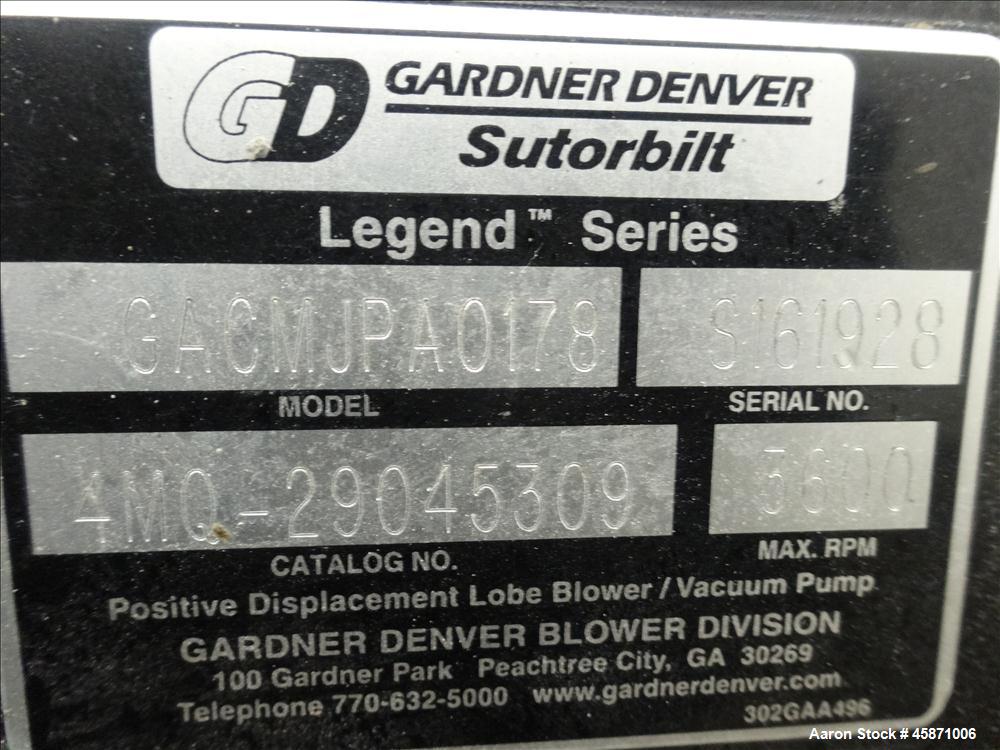 GD GARDNER DENVER
Sutorbilt
Legend™ Series
GACMJPA0178 S161928
MODEL SERIAL NO.
4MQ-29045309 3600
CATALOG NO. MAX. RPM
Positive Displacement Lobe Blower / Vacuum Pump
GARDNER DENVER BLOWER DIVISION
100 Gardner Park Peachtree City, GA 30269
Telephone 770-632-5000 www.gardnerdenver.com
302GAA496
Aaron Stock # 45871006